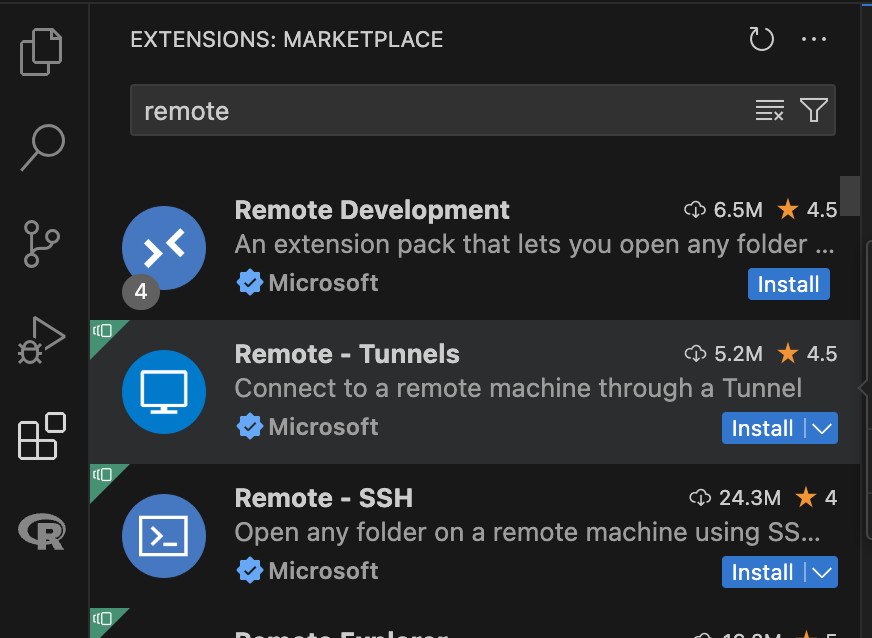 EXTENSIONS: MARKETPLACE
remote
Remote Development 6.5M 4.5
An extension pack that lets you open any folder ...
4 Microsoft Install
Remote - Tunnels 5.2M 4.5
Connect to a remote machine through a Tunnel
Microsoft Install
Remote - SSH 24.3M 4
Open any folder on a remote machine using SS...
Microsoft Install
R
Remote Explorer